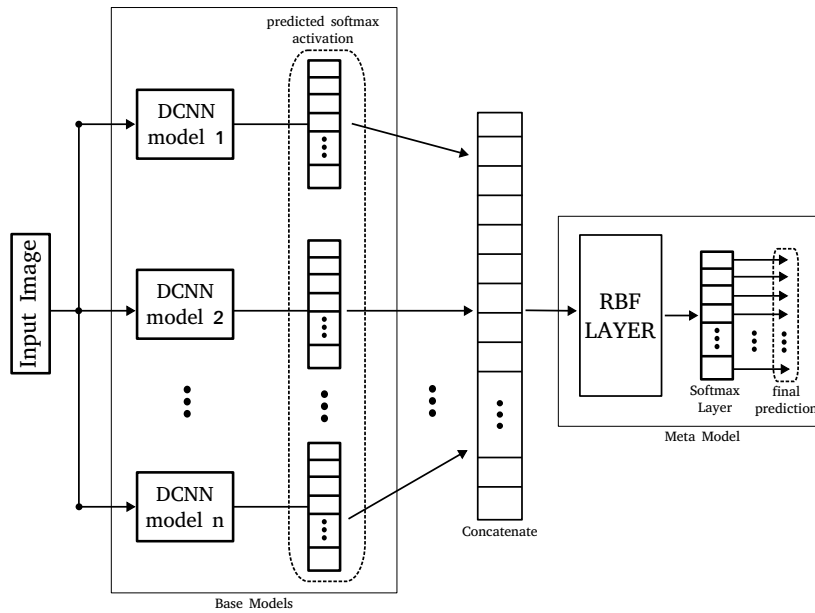 predicted softmax
activation
DCNN
model 1
Input Image
DCNN
model 2
DCNN
model n
Base Models
Concatenate
RBF
LAYER
Softmax
Layer
final
prediction
Meta Model